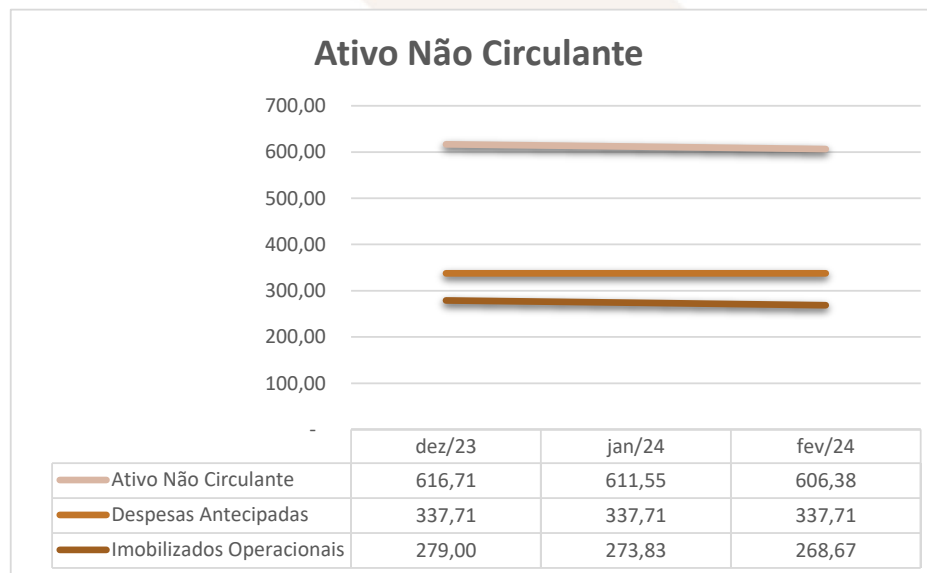 Ativo Não Circulante
700,00
600,00
500,00
400,00
300,00
200,00
100,00
-
dez/23 jan/24 fev/24
Ativo Não Circulante 616,71 611,55 606,38
Despesas Antecipadas 337,71 337,71 337,71
Imobilizados Operacionais 279,00 273,83 268,67